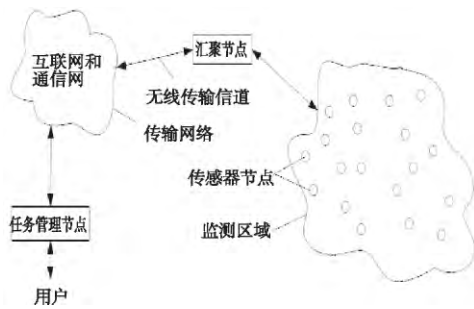 互联网和
通信网
汇聚节点
无线传输信道
传输网络
传感器节点
任务管理节点
监测区域
用户